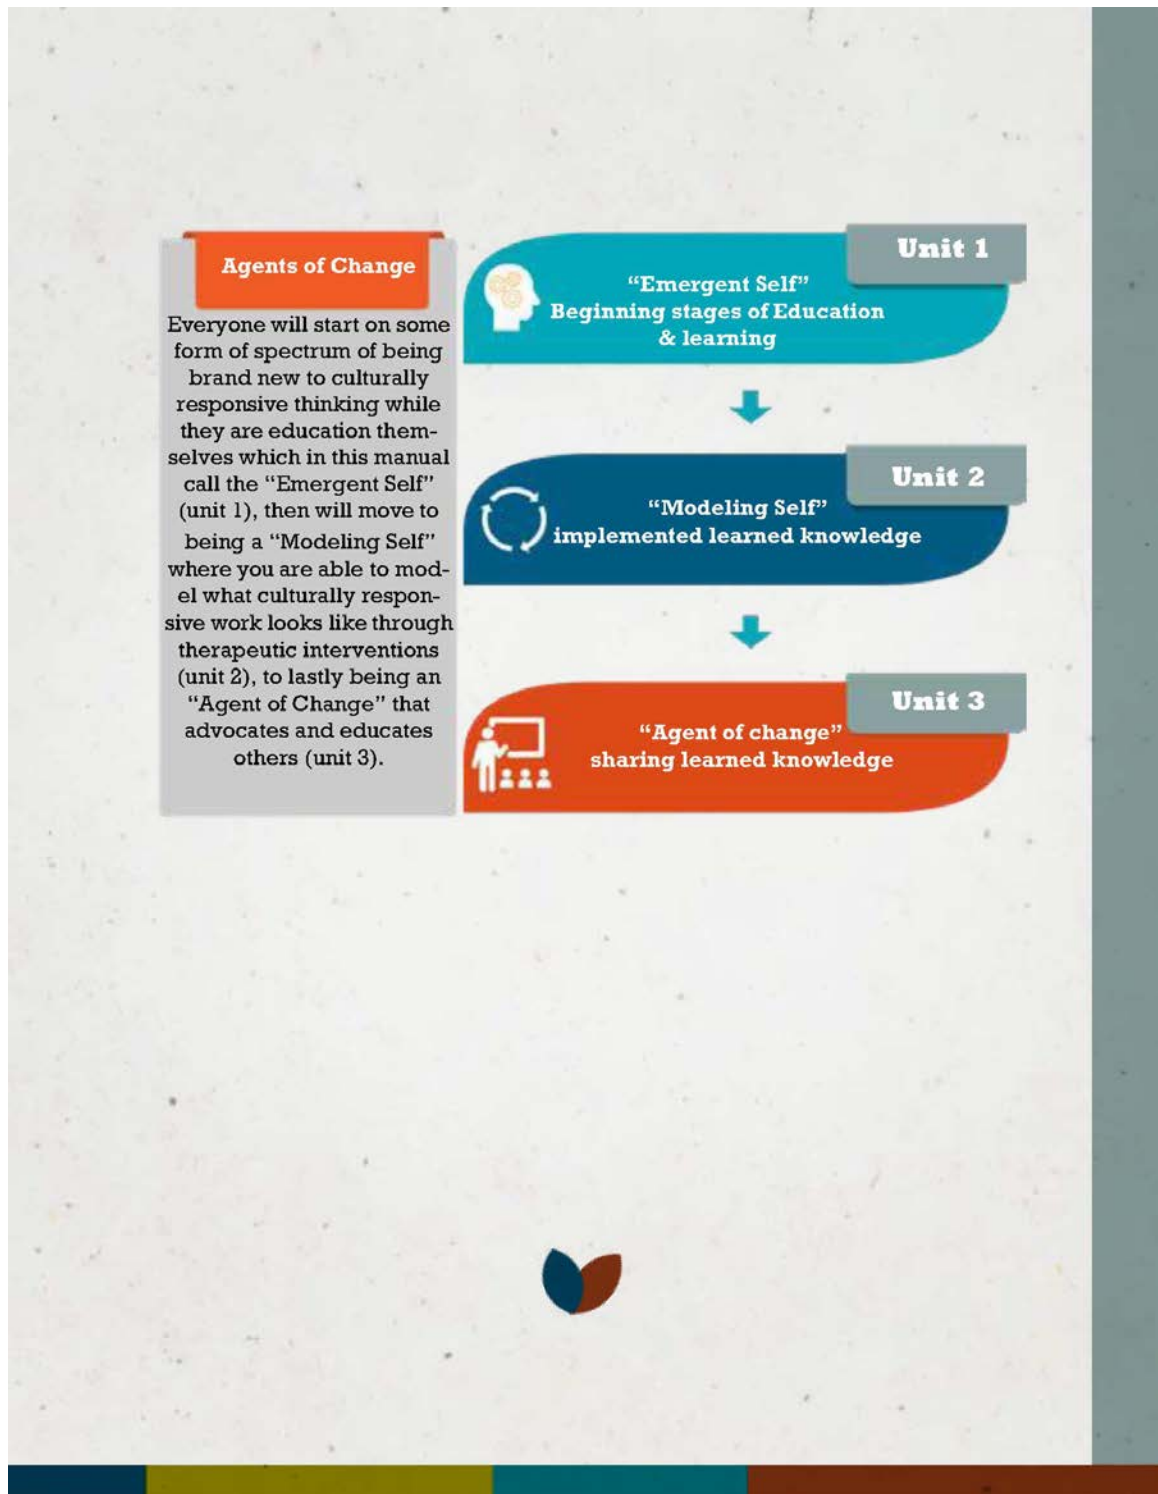 Agents of Change
Everyone will start on some
form of spectrum of being
brand new to culturally
responsive thinking while
they are education them-
selves which in this manual
call the “Emergent Self”
(unit 1), then will move to
being a “Modeling Self”
where you are able to mod-
el what culturally respon-
sive work looks like through
therapeutic interventions
(unit 2), to lastly being an
“Agent of Change” that
advocates and educates
others (unit 3).
Unit 1
“Emergent Self”
Beginning stages of Education
& learning
Unit 2
“Modeling Self”
implemented learned knowledge
Unit 3
“Agent of change”
sharing learned knowledge